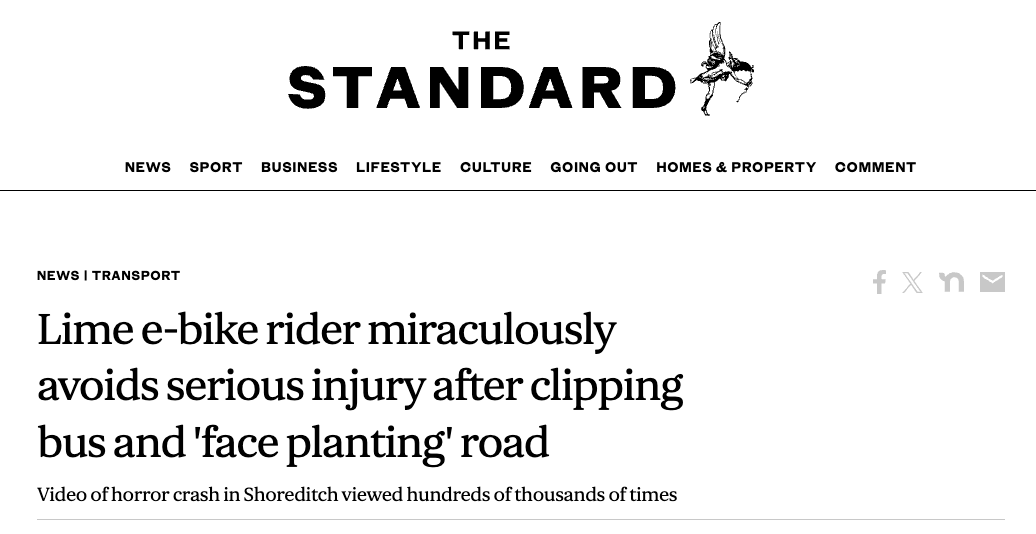 THE
STANDARD
NEWS SPORT BUSINESS LIFESTYLE CULTURE GOING OUT HOMES & PROPERTY COMMENT
NEWS | TRANSPORT
Lime e-bike rider miraculously
avoids serious injury after clipping
bus and 'face planting' road
Video of horror crash in Shoreditch viewed hundreds of thousands of times